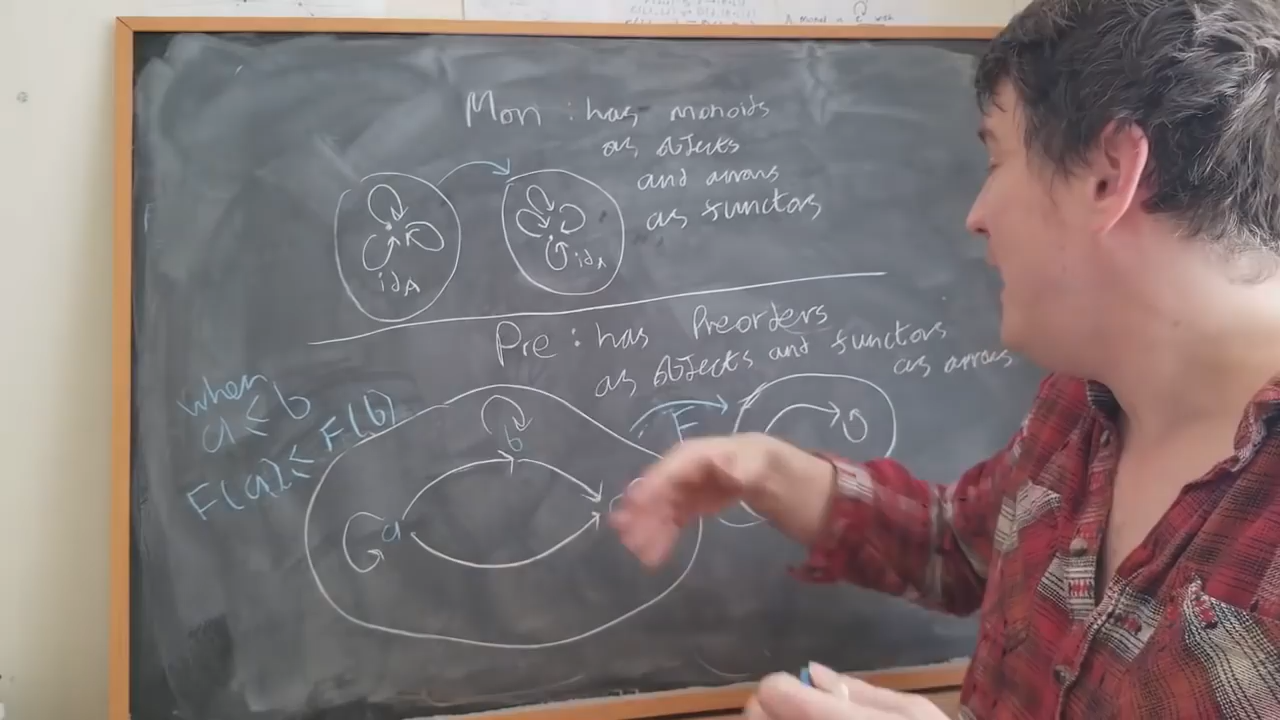 Mon : has monoids
as objects
and arrows
as functors
id_A
id_A
Pre : has Preorders
as objects and functors
as arrows
when
a ≤ b
F(a) ≤ F(b)
F
b
a